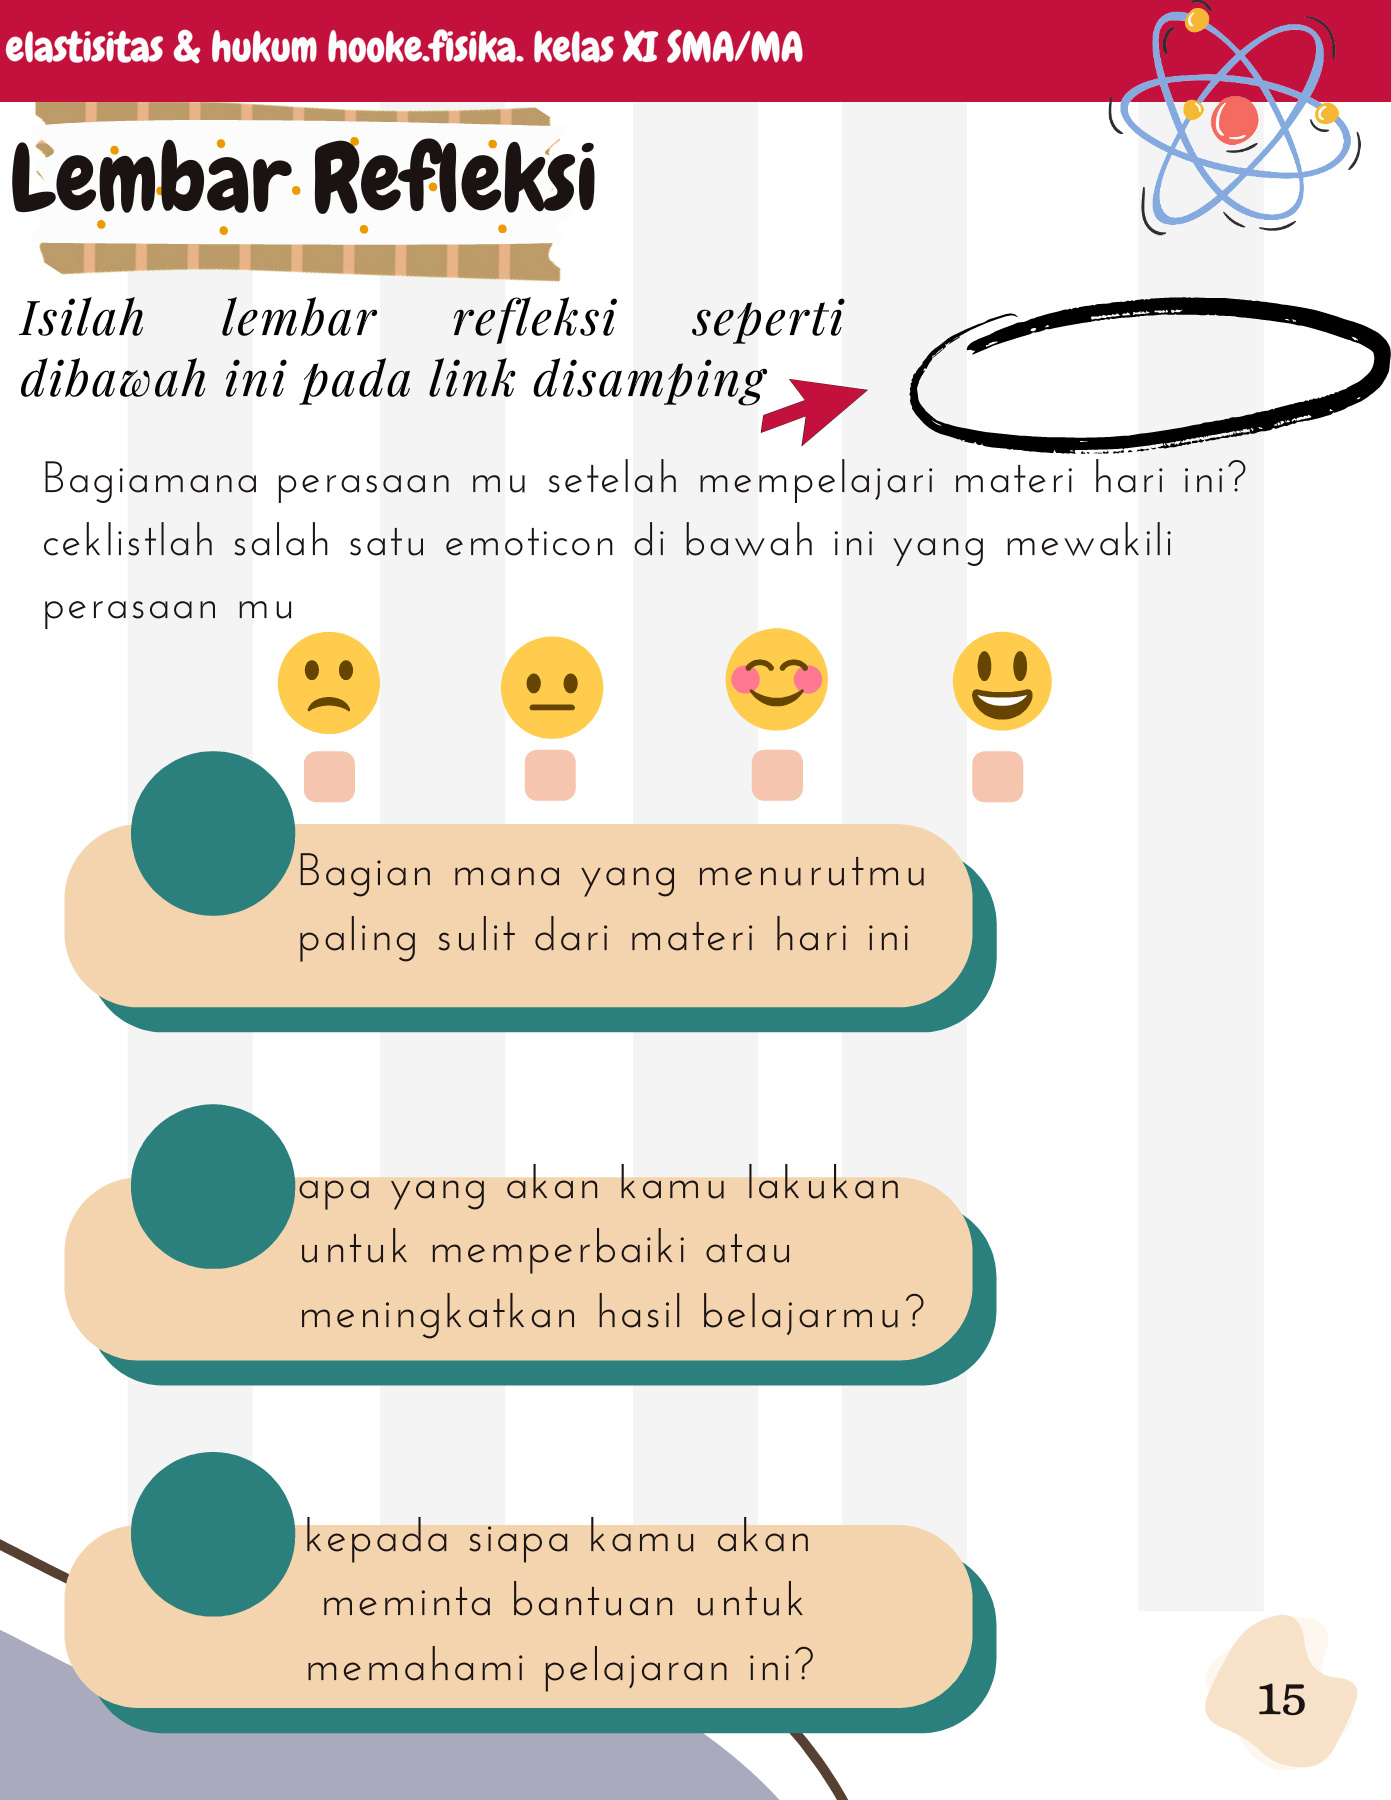 elastisitas & hukum hooke.fisika. kelas XI SMA/MA
Lembar Refleksi
Isilah lembar refleksi seperti
dibawah ini pada link disamping
Bagiamana perasaan mu setelah mempelajari materi hari ini?
ceklistlah salah satu emoticon di bawah ini yang mewakili
perasaan mu
Bagian mana yang menurutmu
paling sulit dari materi hari ini
apa yang akan kamu lakukan
untuk memperbaiki atau
meningkatkan hasil belajarmu?
kepada siapa kamu akan
meminta bantuan untuk
memahami pelajaran ini?
15